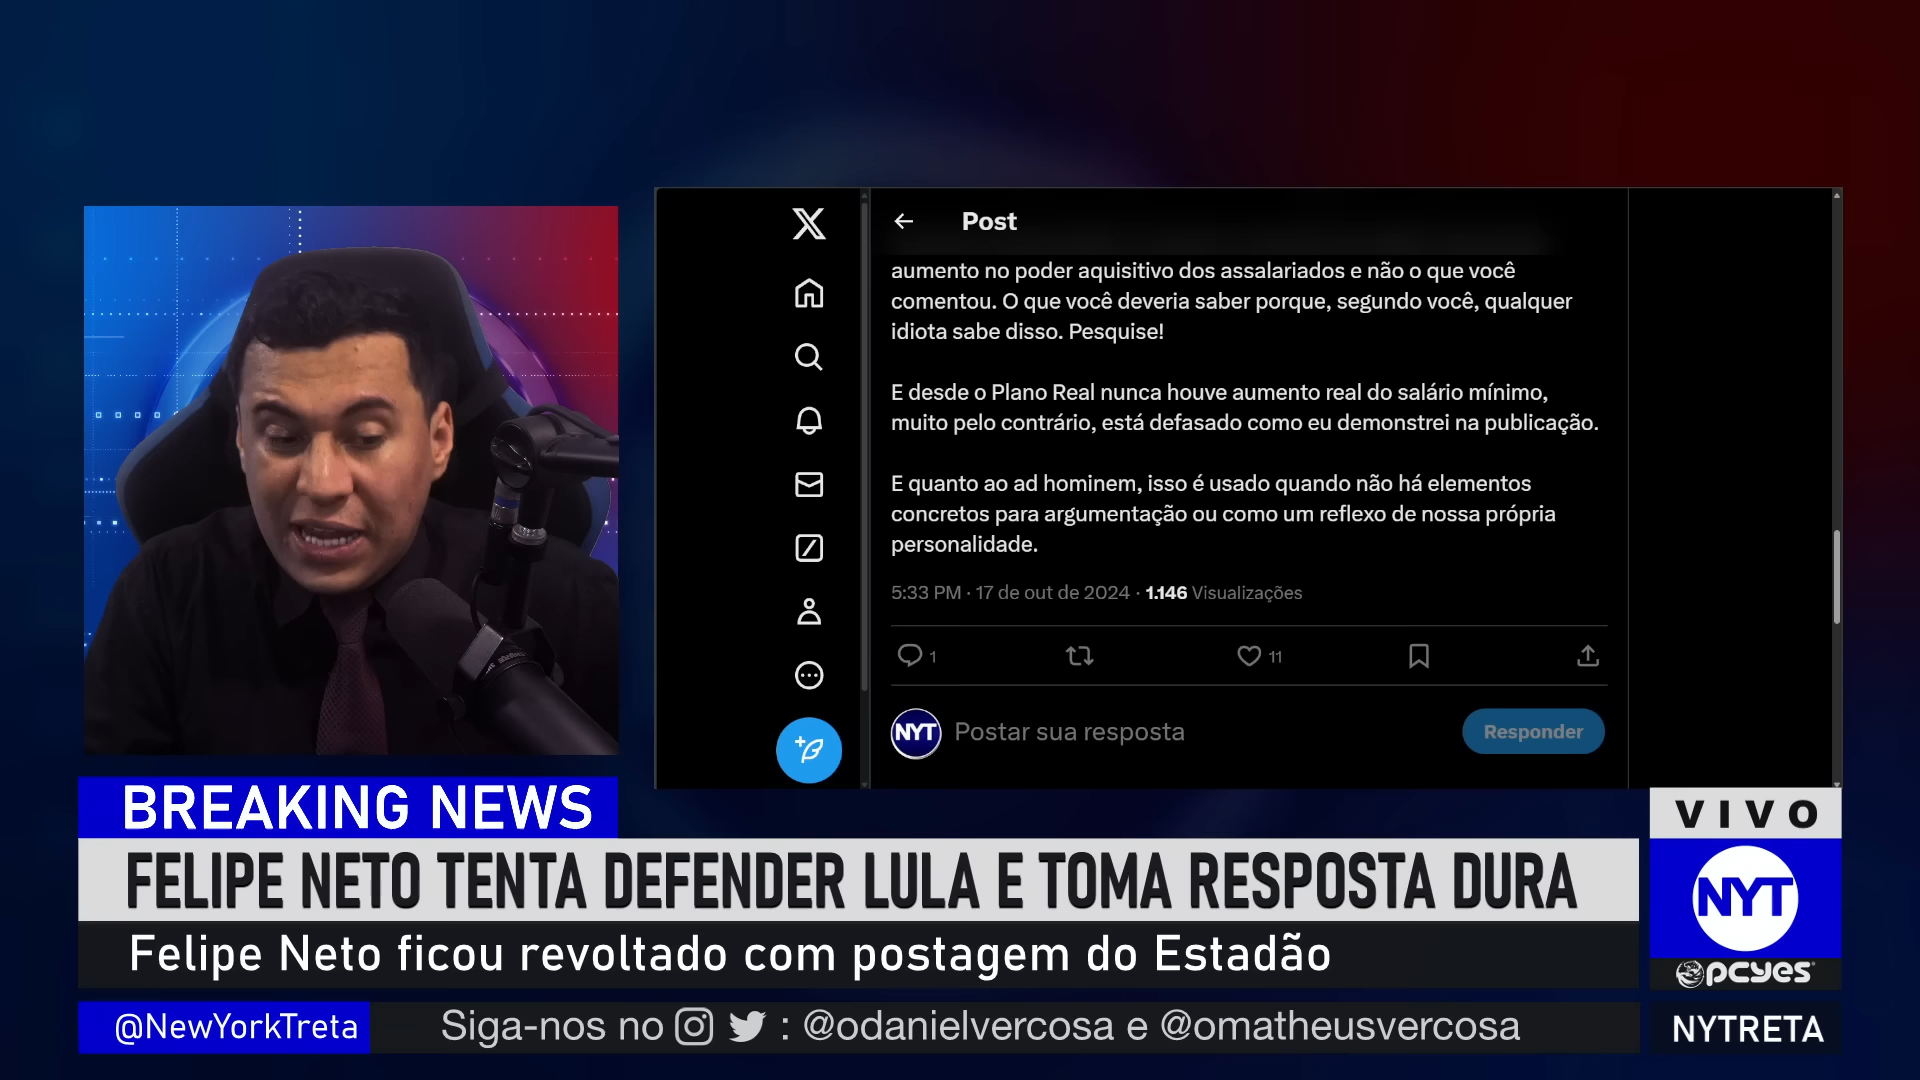 Post
aumento no poder aquisitivo dos assalariados e não o que você
comentou. O que você deveria saber porque, segundo você, qualquer
idiota sabe disso. Pesquise!
E desde o Plano Real nunca houve aumento real do salário mínimo,
muito pelo contrário, está defasado como eu demonstrei na publicação.
E quanto ao ad hominem, isso é usado quando não há elementos
concretos para argumentação ou como um reflexo de nossa própria
personalidade.
5:33 PM · 17 de out de 2024 · 1.146 Visualizações
1
11
NYT
Postar sua resposta
Responder
BREAKING NEWS
FELIPE NETO TENTA DEFENDER LULA E TOMA RESPOSTA DURA
Felipe Neto ficou revoltado com postagem do Estadão
@NewYorkTreta
Siga-nos no : @odanielvercosa e @omatheusvercosa
VIVO
NYT
pcyes
NYTRETA